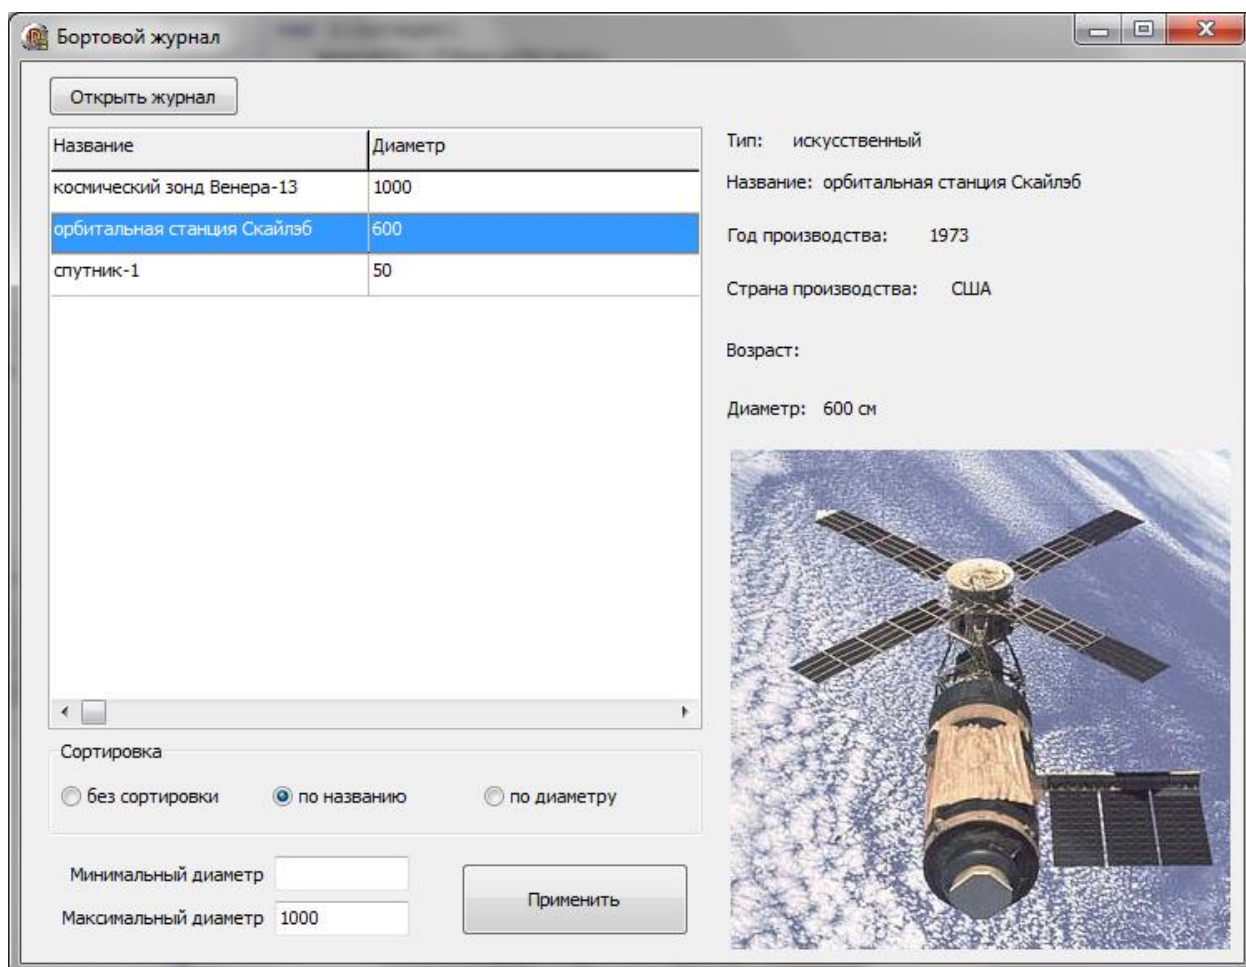 Бортовой журнал
Открыть журнал
Название Диаметр
космический зонд Венера-13 1000
орбитальная станция Скайлэб 600
спутник-1 50
Тип: искусственный
Название: орбитальная станция Скайлэб
Год производства: 1973
Страна производства: США
Возраст:
Диаметр: 600 см
Сортировка
без сортировки по названию по диаметру
Минимальный диаметр
Максимальный диаметр 1000
Применить